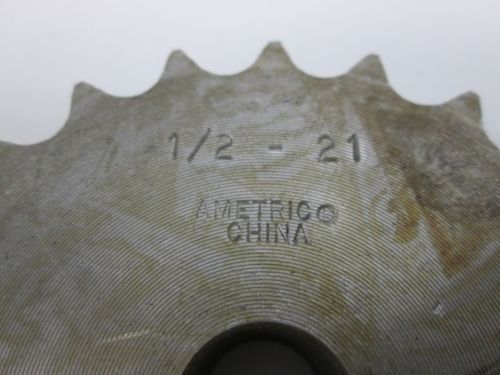 1/2 - 21
AMETRIC®
CHINA